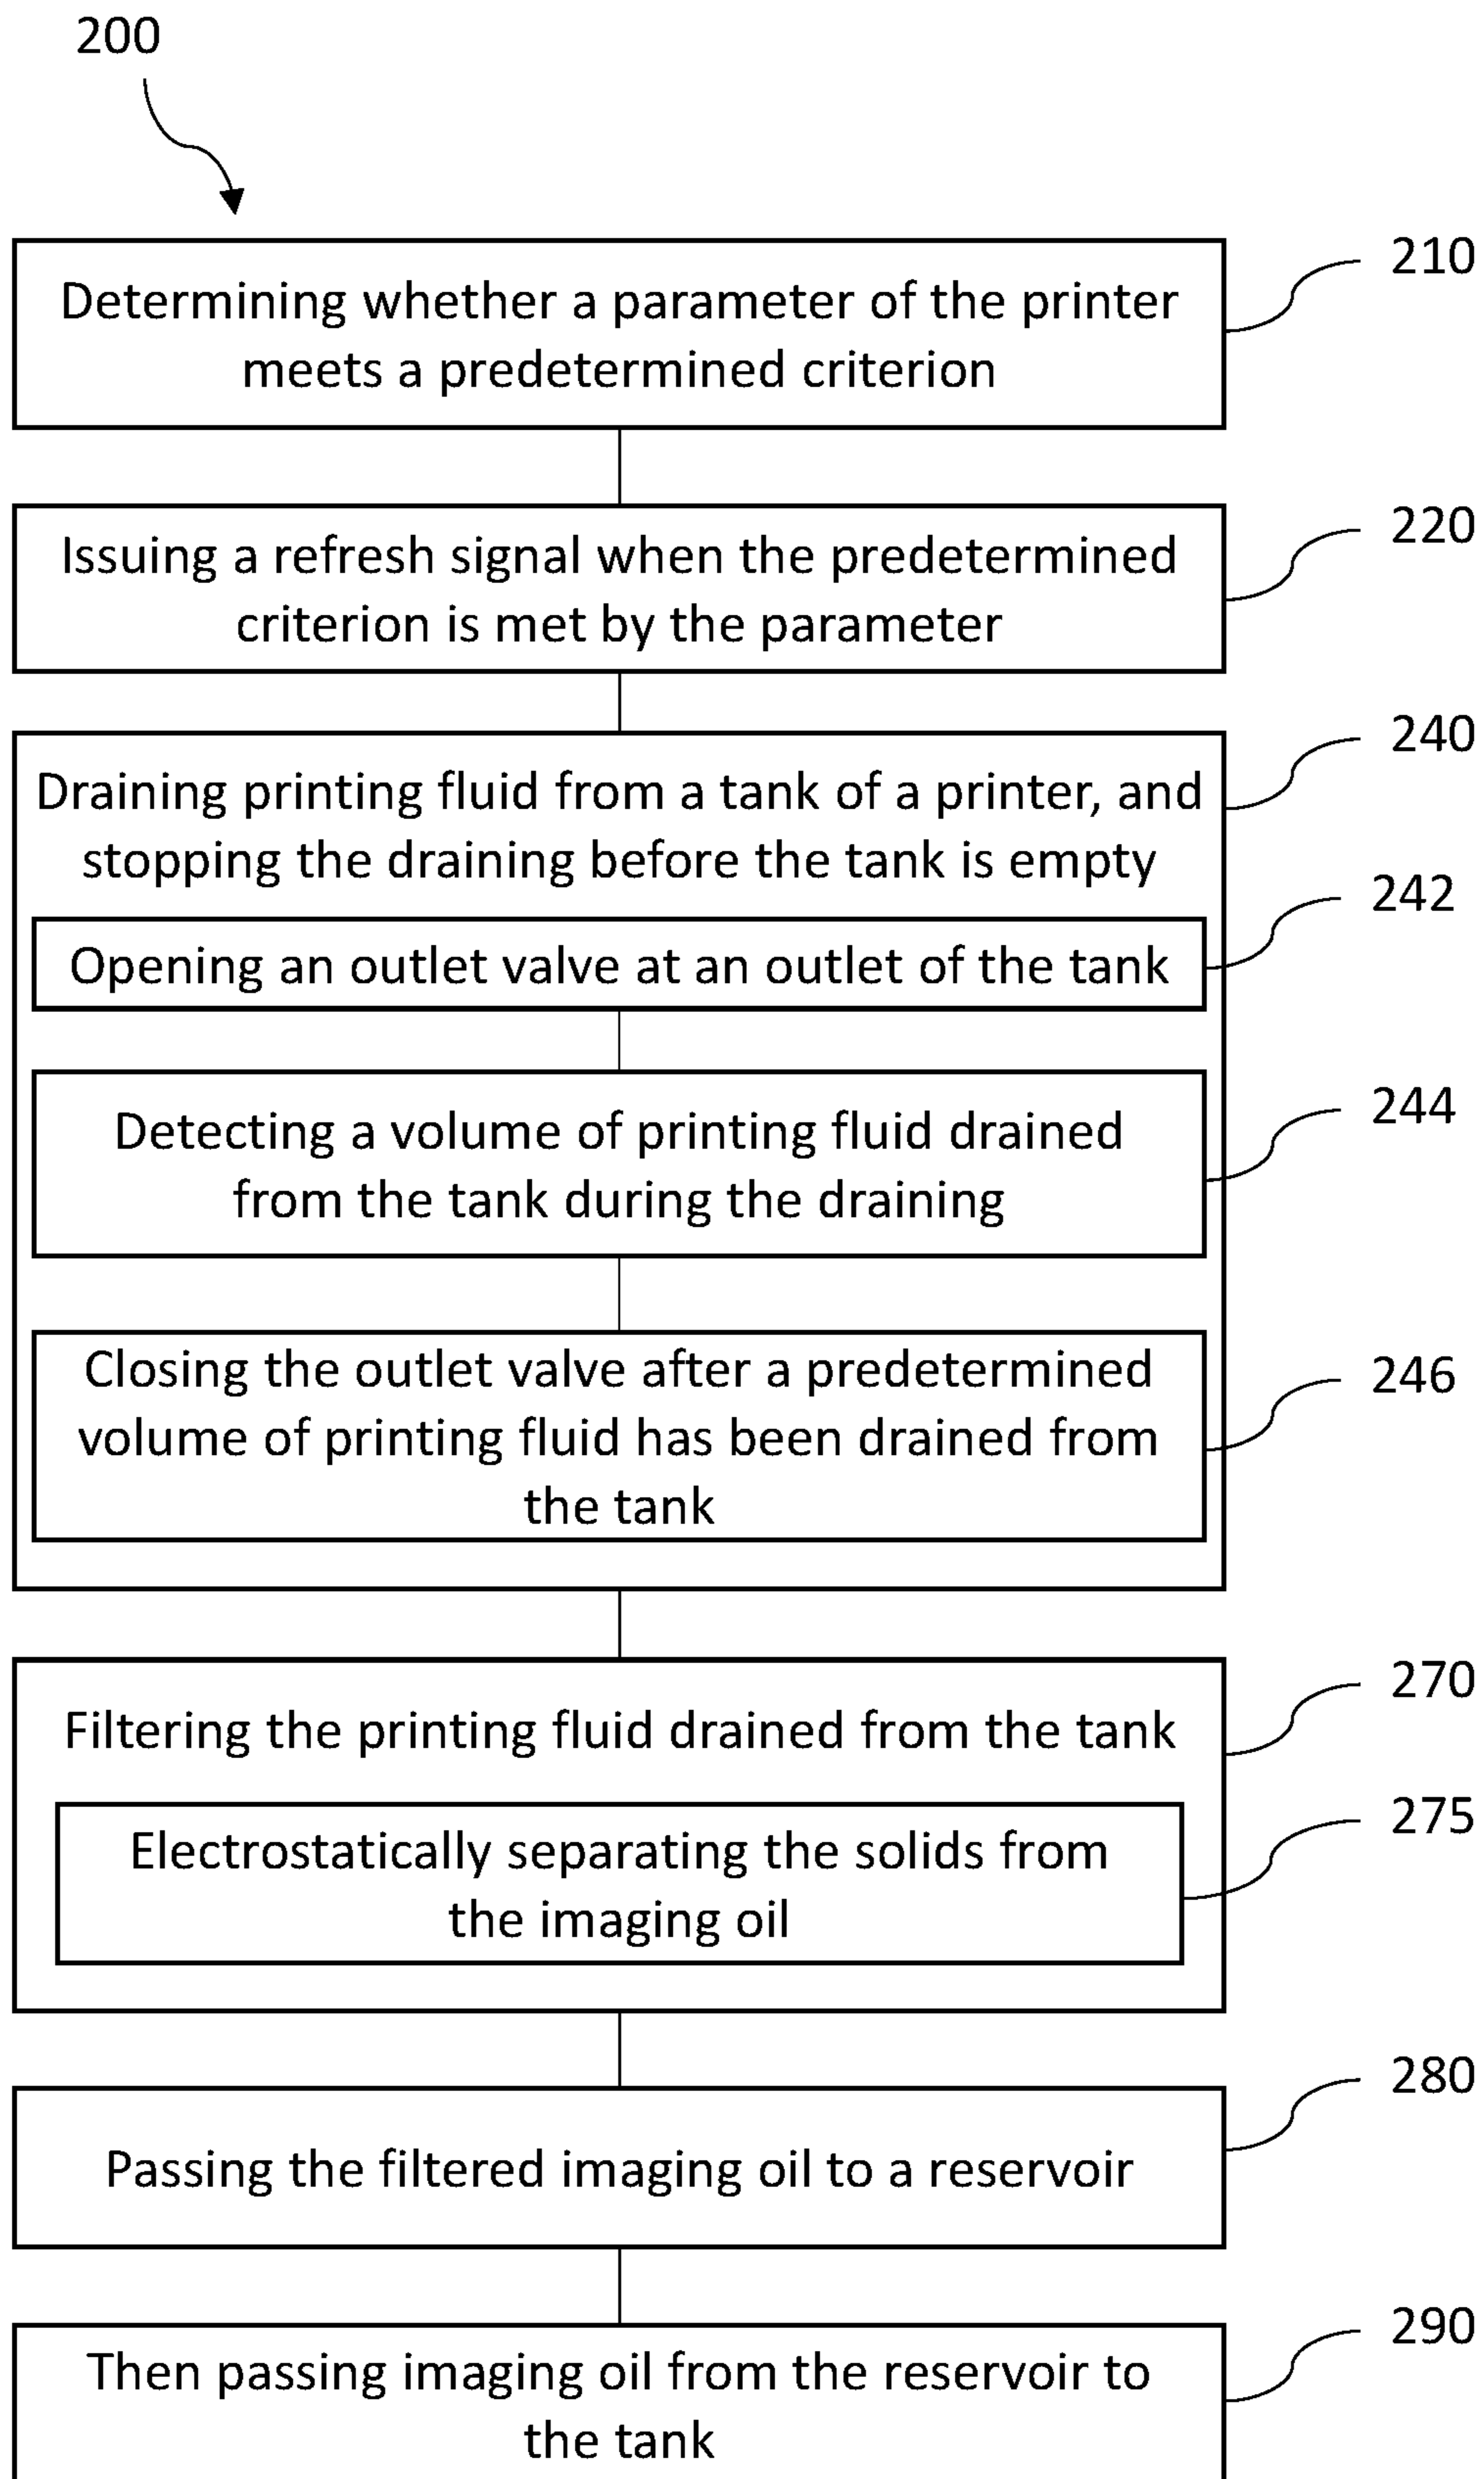 200
210
Determining whether a parameter of the printer
meets a predetermined criterion
220
Issuing a refresh signal when the predetermined
criterion is met by the parameter
240
Draining printing fluid from a tank of a printer, and
stopping the draining before the tank is empty
242
Opening an outlet valve at an outlet of the tank
244
Detecting a volume of printing fluid drained
from the tank during the draining
246
Closing the outlet valve after a predetermined
volume of printing fluid has been drained from
the tank
270
Filtering the printing fluid drained from the tank
275
Electrostatically separating the solids from
the imaging oil
280
Passing the filtered imaging oil to a reservoir
290
Then passing imaging oil from the reservoir to
the tank